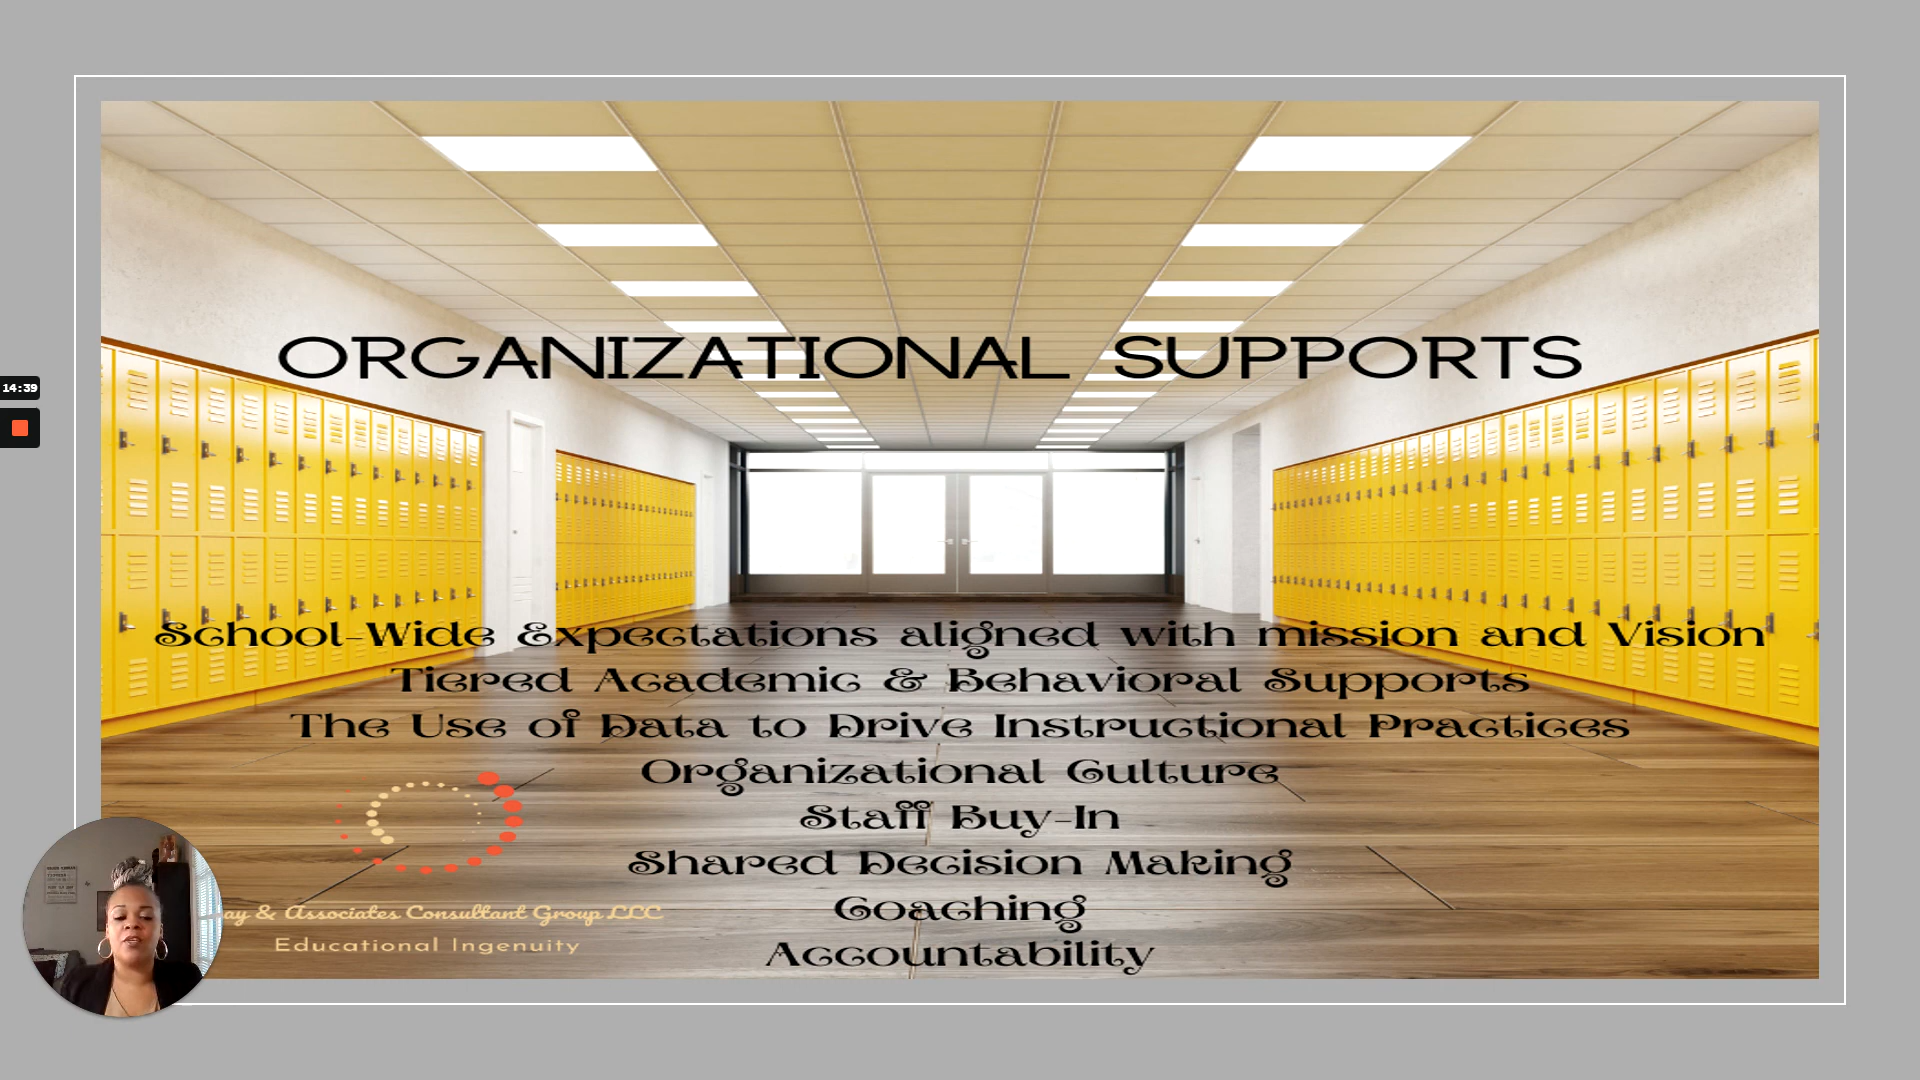 ORGANIZATIONAL SUPPORTS
14:39
School-Wide Expectations aligned with mission and Vision
Tiered Academic & Behavioral Supports
The Use of Data to Drive Instructional Practices
Organizational Culture
Staff Buy-In
Shared Decision Making
Coaching
Accountability
& Associates Consultant Group LLC
Educational Ingenuity